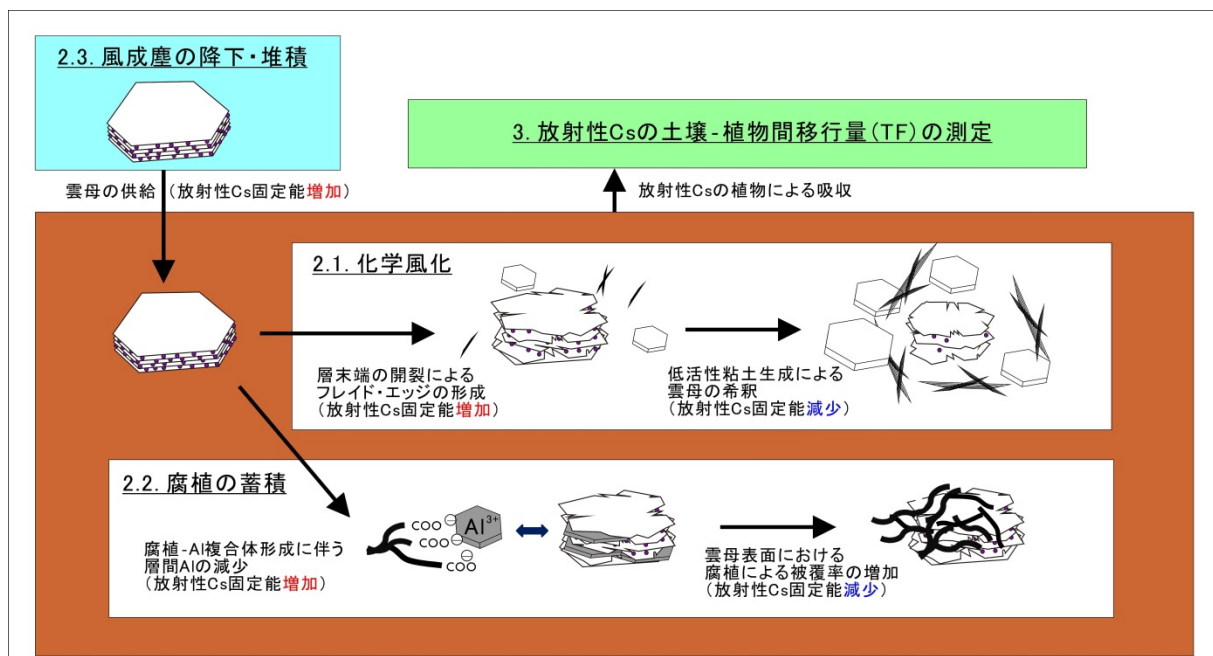 2.3. 風成塵の降下・堆積
雲母の供給 (放射性Cs固定能増加)
3. 放射性Csの土壌-植物間移行量(TF)の測定
放射性Csの植物による吸収
2.1. 化学風化
層末端の開裂による
フレイド・エッジの形成
(放射性Cs固定能増加)
低活性粘土生成による
雲母の希釈
(放射性Cs固定能減少)
2.2. 腐植の蓄積
腐植-Al複合体形成に伴う
層間Alの減少
(放射性Cs固定能増加)
COO⊖
COO⊖
COO⊖
Al³⁺
雲母表面における
腐植による被覆率の増加
(放射性Cs固定能減少)